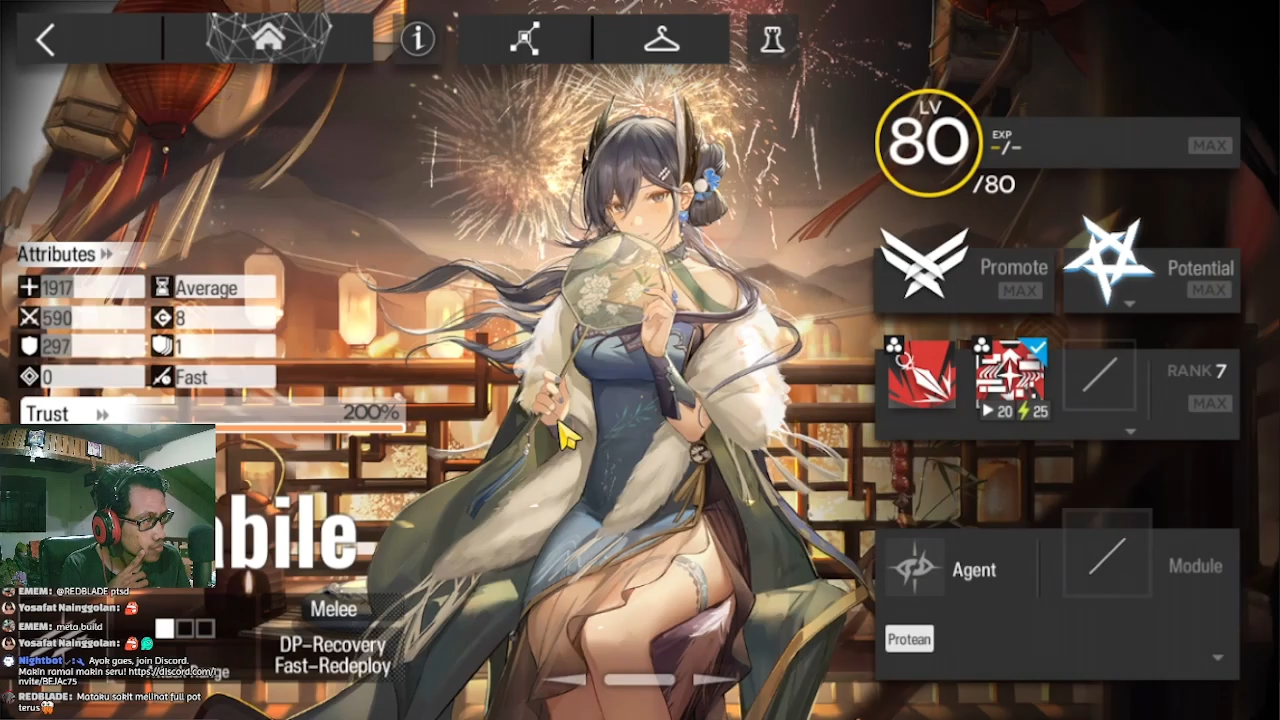 LV
80
/80
EXP
-/-
MAX
Promote
MAX
Potential
MAX
Attributes
1917
Average
590
8
297
1
0
Fast
Trust
200%
20
25
RANK 7
MAX
bile
Melee
DP-Recovery
Fast-Redeploy
Agent
Module
Protean
EMEM: @REDBLADE ptsd
Yosafat Nainggolan:
EMEM: meta build
Yosafat Nainggolan:
Nightbot: Ayok gaes, join Discord.
Makin ramai makin seru! https://discord.com/i
nvite/BEJAc75
REDBLADE: Mataku sakit melihat full pot
terus